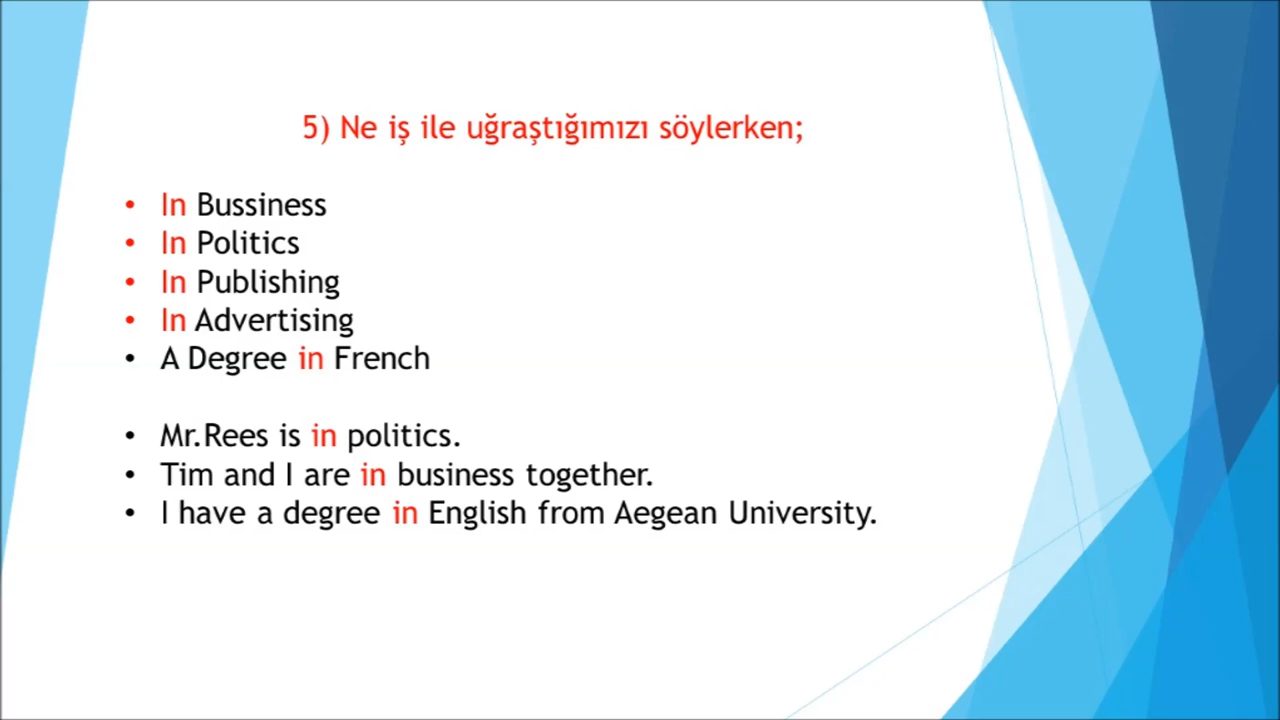 5) Ne iş ile uğraştığımızı söylerken;
• In Bussiness
• In Politics
• In Publishing
• In Advertising
• A Degree in French
• Mr.Rees is in politics.
• Tim and I are in business together.
• I have a degree in English from Aegean University.